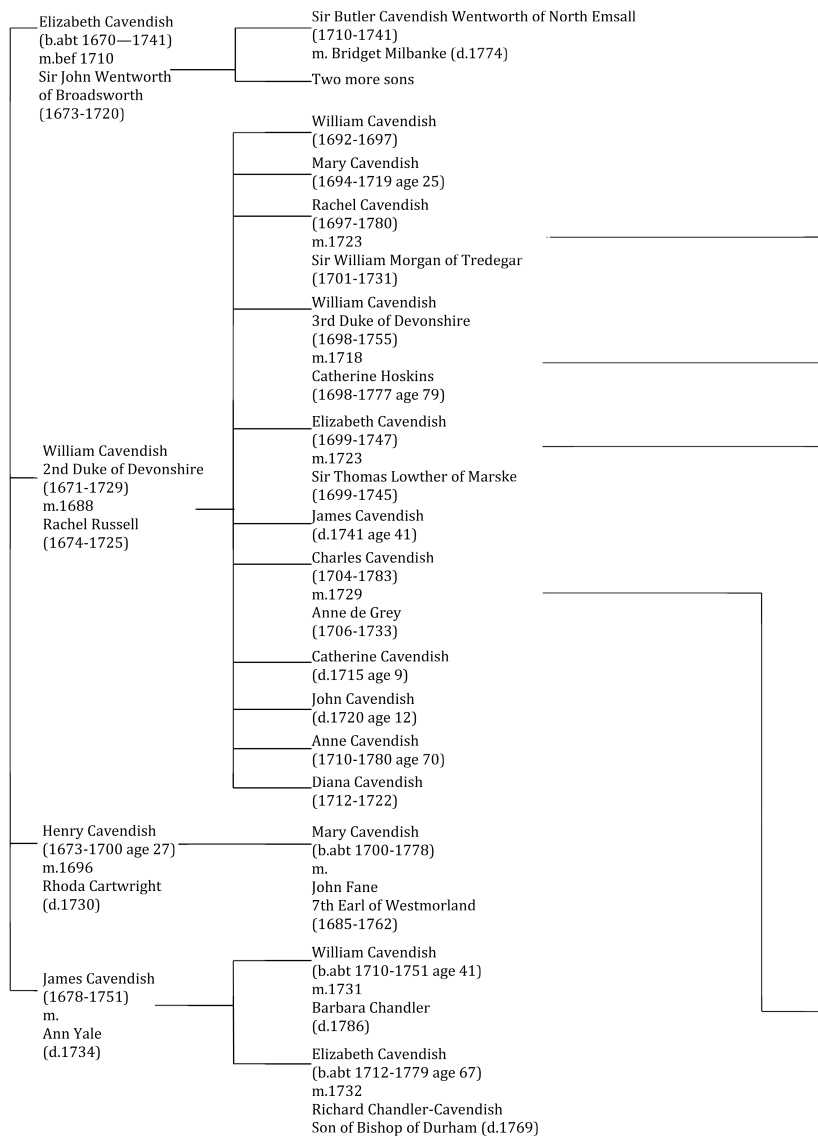 Elizabeth Cavendish
(b.abt 1670—1741)
m.bef 1710
Sir John Wentworth
of Broadsworth
(1673-1720)
Sir Butler Cavendish Wentworth of North Emsall
(1710-1741)
m. Bridget Milbanke (d.1774)
Two more sons
William Cavendish
2nd Duke of Devonshire
(1671-1729)
m.1688
Rachel Russell
(1674-1725)
William Cavendish
(1692-1697)
Mary Cavendish
(1694-1719 age 25)
Rachel Cavendish
(1697-1780)
m.1723
Sir William Morgan of Tredegar
(1701-1731)
William Cavendish
3rd Duke of Devonshire
(1698-1755)
m.1718
Catherine Hoskins
(1698-1777 age 79)
Elizabeth Cavendish
(1699-1747)
m.1723
Sir Thomas Lowther of Marske
(1699-1745)
James Cavendish
(d.1741 age 41)
Charles Cavendish
(1704-1783)
m.1729
Anne de Grey
(1706-1733)
Catherine Cavendish
(d.1715 age 9)
John Cavendish
(d.1720 age 12)
Anne Cavendish
(1710-1780 age 70)
Diana Cavendish
(1712-1722)
Henry Cavendish
(1673-1700 age 27)
m.1696
Rhoda Cartwright
(d.1730)
Mary Cavendish
(b.abt 1700-1778)
m.
John Fane
7th Earl of Westmorland
(1685-1762)
James Cavendish
(1678-1751)
m.
Ann Yale
(d.1734)
William Cavendish
(b.abt 1710-1751 age 41)
m.1731
Barbara Chandler
(d.1786)
Elizabeth Cavendish
(b.abt 1712-1779 age 67)
m.1732
Richard Chandler-Cavendish
Son of Bishop of Durham (d.1769)